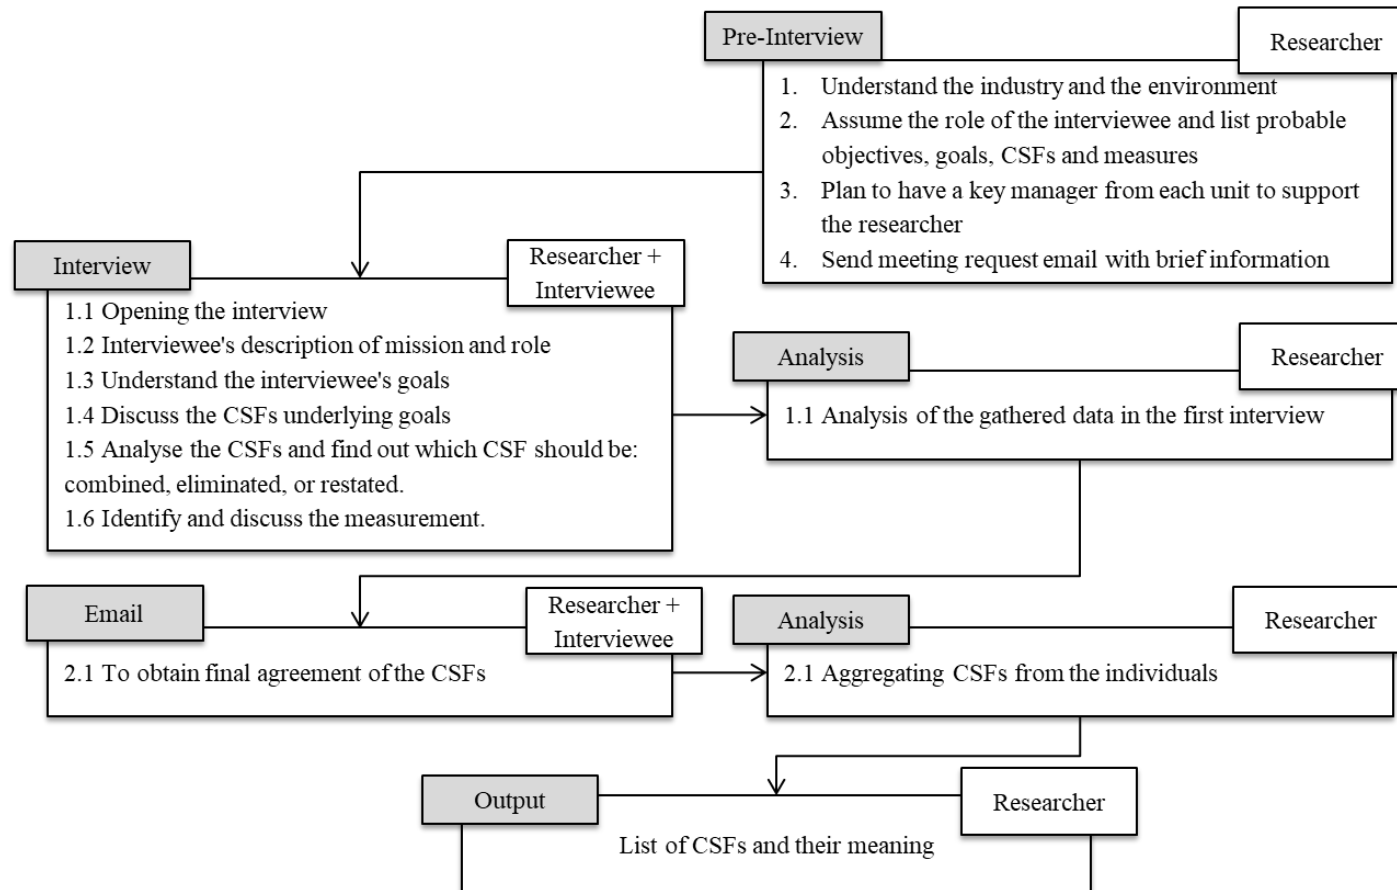 Pre-Interview
Researcher
1. Understand the industry and the environment
2. Assume the role of the interviewee and list probable
objectives, goals, CSFs and measures
3. Plan to have a key manager from each unit to support
the researcher
4. Send meeting request email with brief information
Interview
Researcher +
Interviewee
1.1 Opening the interview
1.2 Interviewee's description of mission and role
1.3 Understand the interviewee's goals
1.4 Discuss the CSFs underlying goals
1.5 Analyse the CSFs and find out which CSF should be:
combined, eliminated, or restated.
1.6 Identify and discuss the measurement.
Analysis
Researcher
1.1 Analysis of the gathered data in the first interview
Email
Researcher +
Interviewee
2.1 To obtain final agreement of the CSFs
Analysis
Researcher
2.1 Aggregating CSFs from the individuals
Output
Researcher
List of CSFs and their meaning